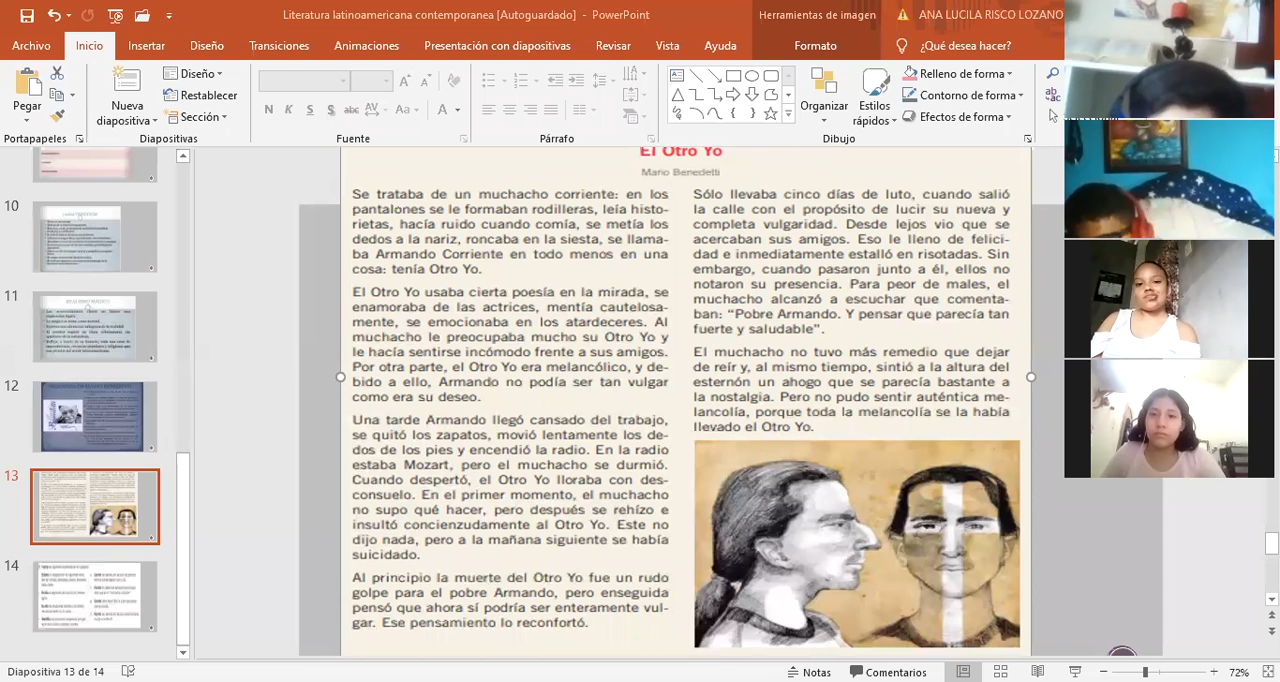 Literatura latinoamericana contemporanea [Autoguardado] - PowerPoint
Herramientas de imagen
ANA LUCILA RISCO LOZANO
Archivo
Inicio
Insertar
Diseño
Transiciones
Animaciones
Presentación con diapositivas
Revisar
Vista
Ayuda
Formato
¿Qué desea hacer?
Pegar
Portapapeles
Nueva
diapositiva
Diseño
Restablecer
Sección
Diapositivas
N K S S abc AV Aa A
Fuente
Párrafo
Organizar
Estilos
rápidos
Relleno de forma
Contorno de forma
Efectos de forma
Dibujo
10
11
12
13
14
El Otro Yo
Mario Benedetti
Se trataba de un muchacho corriente: en los
pantalones se le formaban rodilleras, leía histo-
rietas, hacía ruido cuando comía, se metía los
dedos a la nariz, roncaba en la siesta, se llama-
ba Armando Corriente en todo menos en una
cosa: tenía Otro Yo.
El Otro Yo usaba cierta poesía en la mirada, se
enamoraba de las actrices, mentía cautelosa-
mente, se emocionaba en los atardeceres. Al
muchacho le preocupaba mucho su Otro Yo y
le hacía sentirse incómodo frente a sus amigos.
Por otra parte, el Otro Yo era melancólico, y de-
bido a ello, Armando no podía ser tan vulgar
como era su deseo.
Una tarde Armando llegó cansado del trabajo,
se quitó los zapatos, movió lentamente los de-
dos de los pies y encendió la radio. En la radio
estaba Mozart, pero el muchacho se durmió.
Cuando despertó, el Otro Yo lloraba con des-
consuelo. En el primer momento, el muchacho
no supo qué hacer, pero después se rehízo e
insultó concienzudamente al Otro Yo. Este no
dijo nada, pero a la mañana siguiente se había
suicidado.
Al principio la muerte del Otro Yo fue un rudo
golpe para el pobre Armando, pero enseguida
pensó que ahora sí podría ser enteramente vul-
gar. Ese pensamiento lo reconfortó.
Sólo llevaba cinco días de luto, cuando salió
la calle con el propósito de lucir su nueva y
completa vulgaridad. Desde lejos vio que se
acercaban sus amigos. Eso le lleno de felici-
dad e inmediatamente estalló en risotadas. Sin
embargo, cuando pasaron junto a él, ellos no
notaron su presencia. Para peor de males, el
muchacho alcanzó a escuchar que comenta-
ban: “Pobre Armando. Y pensar que parecía tan
fuerte y saludable”.
El muchacho no tuvo más remedio que dejar
de reír y, al mismo tiempo, sintió a la altura del
esternón un ahogo que se parecía bastante a
la nostalgia. Pero no pudo sentir auténtica me-
lancolía, porque toda la melancolía se la había
llevado el Otro Yo.
Diapositiva 13 de 14
Notas
Comentarios
72%